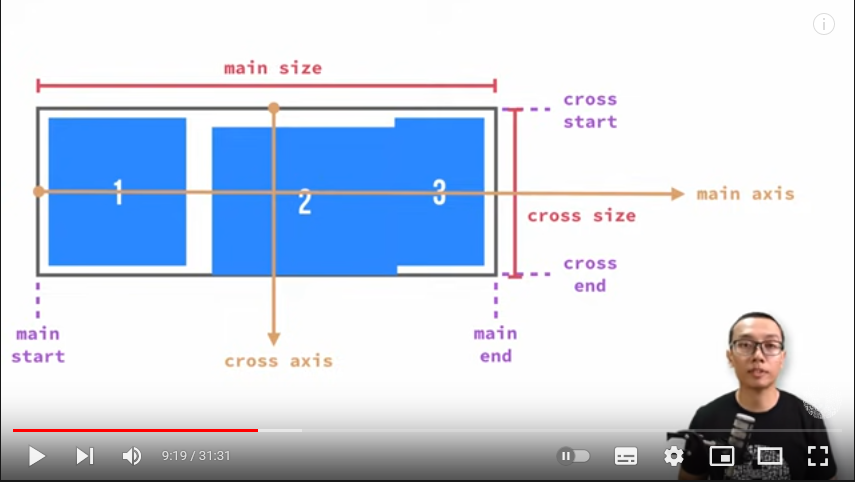 main size
cross
start
1
2
3
main axis
cross size
cross
end
main
start
main
end
cross axis
9:19 / 31:31